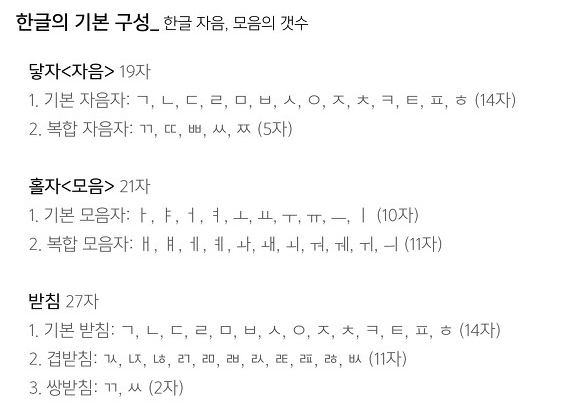 한글의 기본 구성_ 한글 자음, 모음의 갯수
닿자<자음> 19자
1. 기본 자음자: ㄱ, ㄴ, ㄷ, ㄹ, ㅁ, ㅂ, ㅅ, ㅇ, ㅈ, ㅊ, ㅋ, ㅌ, ㅍ, ㅎ (14자)
2. 복합 자음자: ㄲ, ㄸ, ㅃ, ㅆ, ㅉ (5자)
홀자<모음> 21자
1. 기본 모음자: ㅏ, ㅑ, ㅓ, ㅕ, ㅗ, ㅛ, ㅜ, ㅠ, ㅡ, ㅣ (10자)
2. 복합 모음자: ㅐ, ㅒ, ㅔ, ㅖ, ㅘ, ㅙ, ㅚ, ㅝ, ㅞ, ㅟ, ㅢ (11자)
받침 27자
1. 기본 받침: ㄱ, ㄴ, ㄷ, ㄹ, ㅁ, ㅂ, ㅅ, ㅇ, ㅈ, ㅊ, ㅋ, ㅌ, ㅍ, ㅎ (14자)
2. 겹받침: ㄳ, ㄵ, ㄶ, ㄺ, ㄻ, ㄼ, ㄽ, ㄾ, ㄿ, ㅀ, ㅄ (11자)
3. 쌍받침: ㄲ, ㅆ (2자)